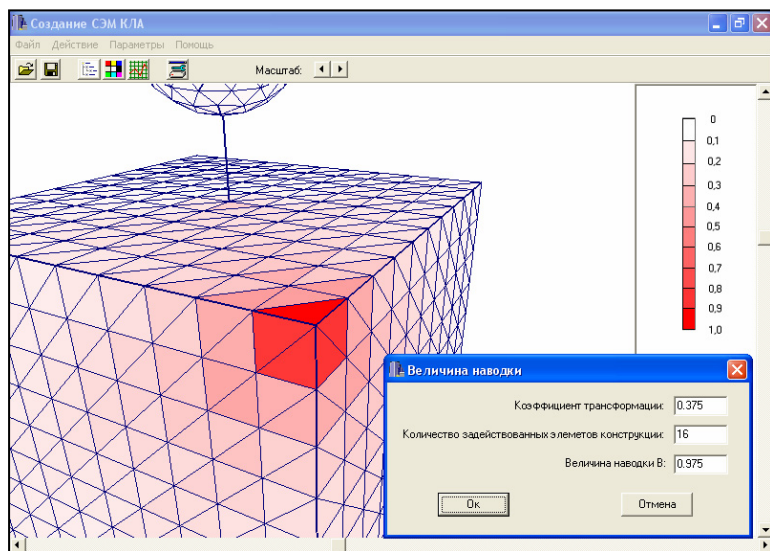 Создание СЭМ КЛА
Файл Действие Параметры Помощь
Масштаб:
0
0,1
0,2
0,3
0,4
0,5
0,6
0,7
0,8
0,9
1,0
Величина наводки
Коэффициент трансформации: 0.375
Количество задействованных элеметов конструкции: 16
Величина наводки В: 0.975
Ок Отмена